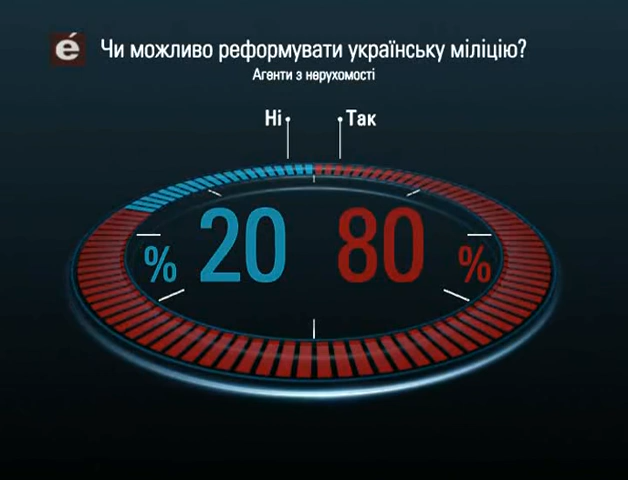 é
Чи можливо реформувати українську міліцію?
Агенти з нерухомості
Ні Так
% 20 80 %